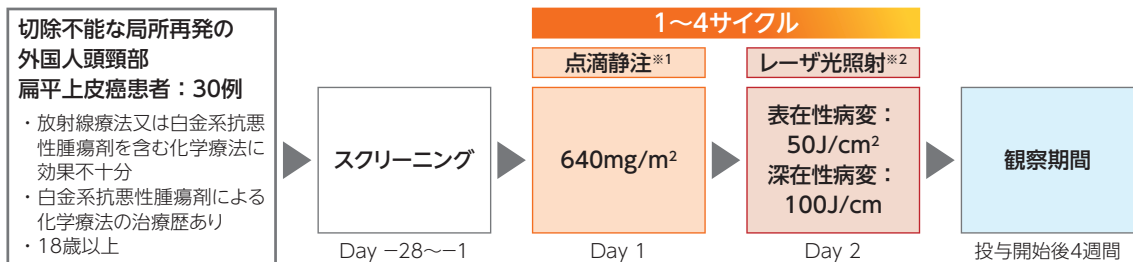 切除不能な局所再発の
外国人頭頸部
扁平上皮癌患者：30例
・放射線療法又は白金系抗悪
性腫瘍剤を含む化学療法に
効果不十分
・白金系抗悪性腫瘍剤による
化学療法の治療歴あり
・18歳以上
スクリーニング
Day −28〜−1
1〜4サイクル
点滴静注※1
640mg/m²
Day 1
レーザ光照射※2
表在性病変：
50J/cm²
深在性病変：
100J/cm
Day 2
観察期間
投与開始後4週間